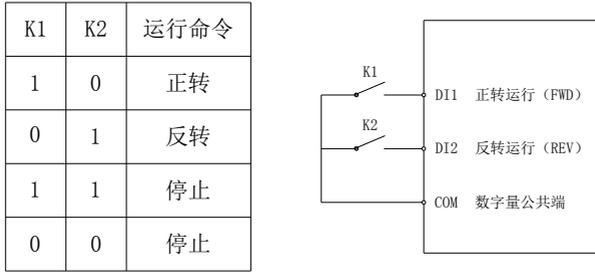 K1 K2 运行命令
1 0 正转
0 1 反转
1 1 停止
0 0 停止
K1
DI1 正转运行（FWD）
K2
DI2 反转运行（REV）
COM 数字量公共端